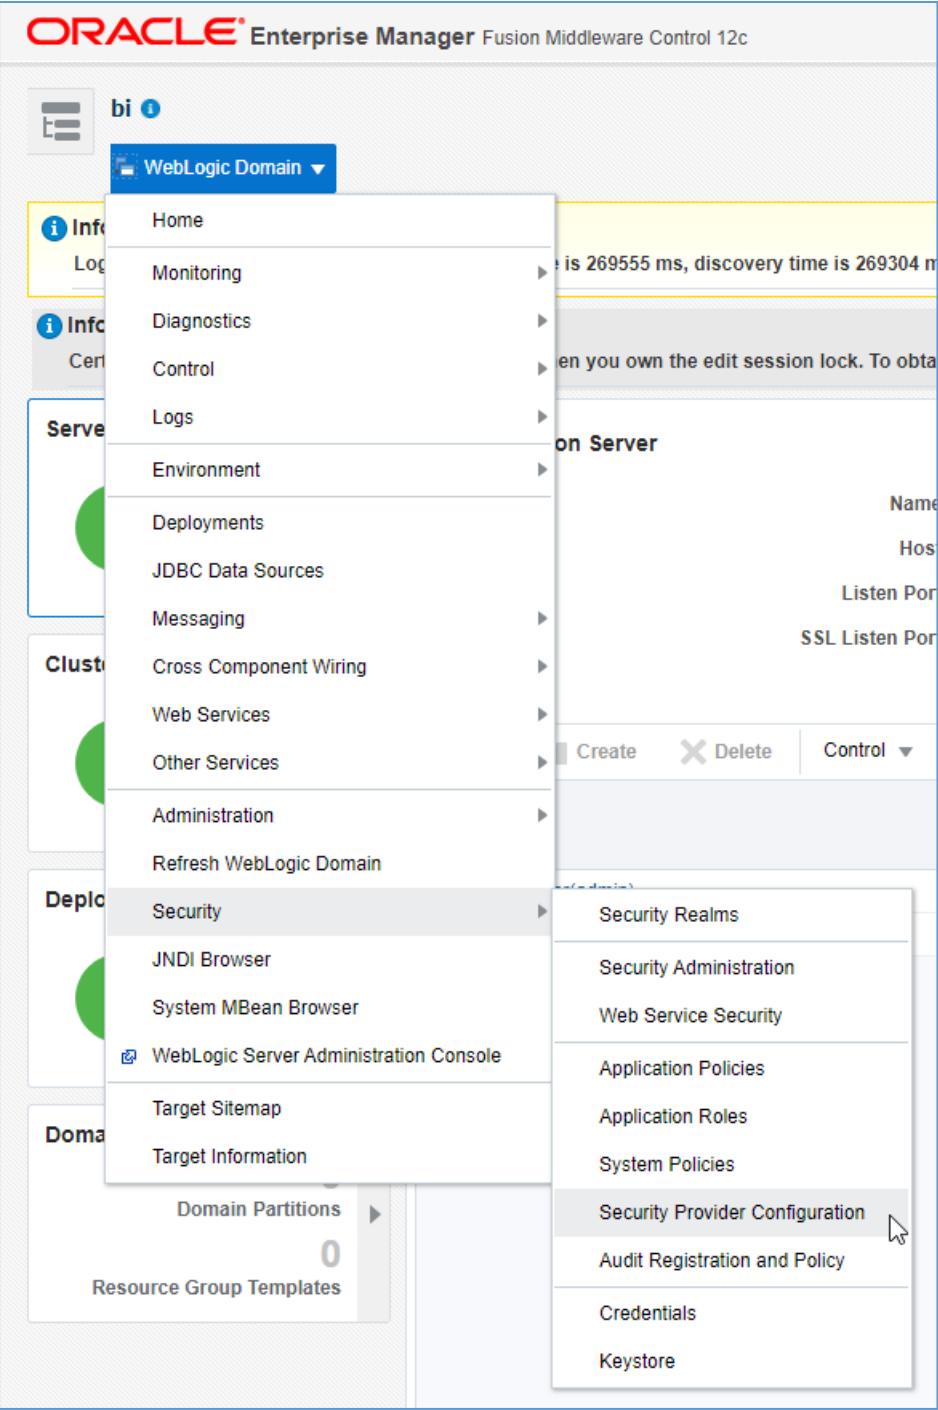 ORACLE Enterprise Manager Fusion Middleware Control 12c
bi
WebLogic Domain
Home
Monitoring
Diagnostics
Control
Logs
Environment
Deployments
JDBC Data Sources
Messaging
Cross Component Wiring
Web Services
Other Services
Administration
Refresh WebLogic Domain
Security
JNDI Browser
System MBean Browser
WebLogic Server Administration Console
Target Sitemap
Target Information
Security Realms
Security Administration
Web Service Security
Application Policies
Application Roles
System Policies
Security Provider Configuration
Audit Registration and Policy
Credentials
Keystore
is 269555 ms, discovery time is 269304 m
en you own the edit session lock. To obta
on Server
Name
Hos
Listen Por
SSL Listen Por
Create
Delete
Control
Domain Partitions
0
Resource Group Templates